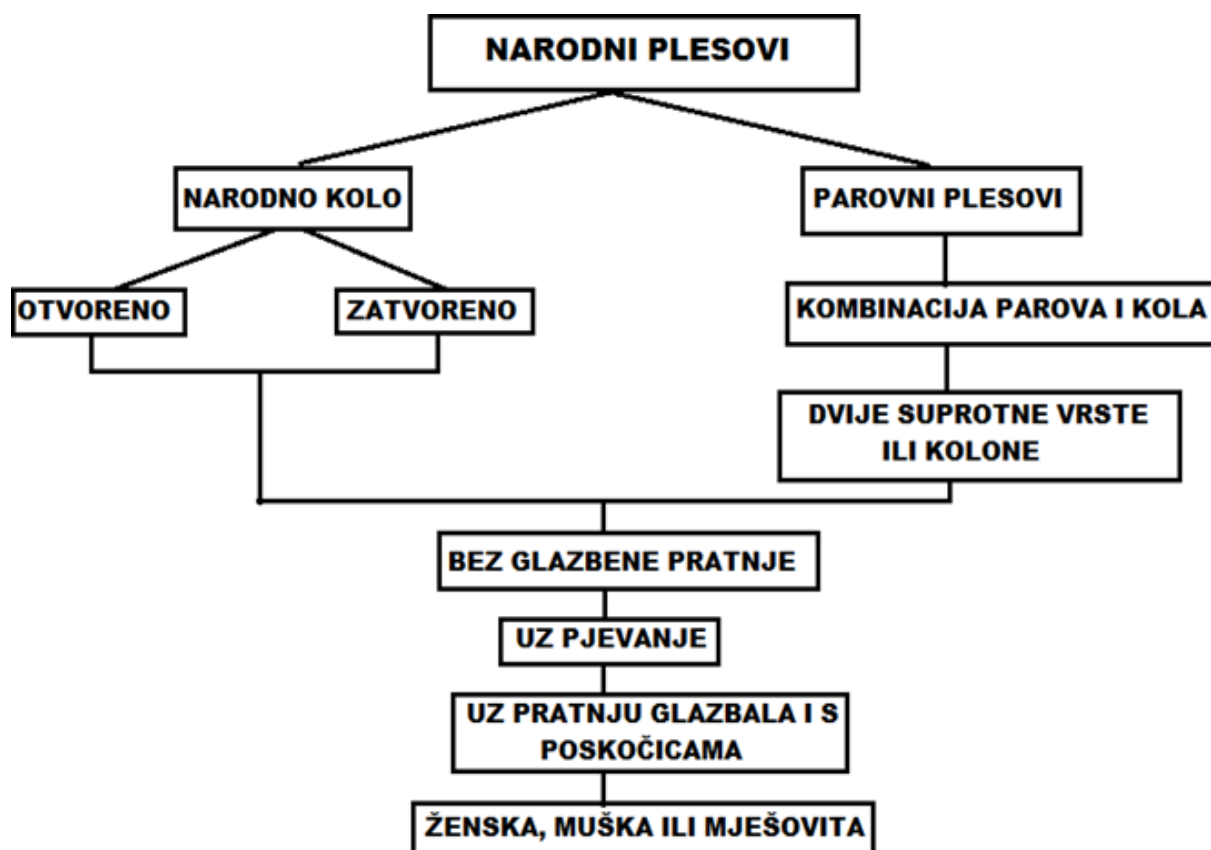 NARODNI PLESOVI
NARODNO KOLO
PAROVNI PLESOVI
OTVORENO
ZATVORENO
KOMBINACIJA PAROVA I KOLA
DVIJE SUPROTNE VRSTE
ILI KOLONE
BEZ GLAZBENE PRATNJE
UZ PJEVANJE
UZ PRATNJU GLAZBALA I S
POSKOČICAMA
ŽENSKA, MUŠKA ILI MJEŠOVITA